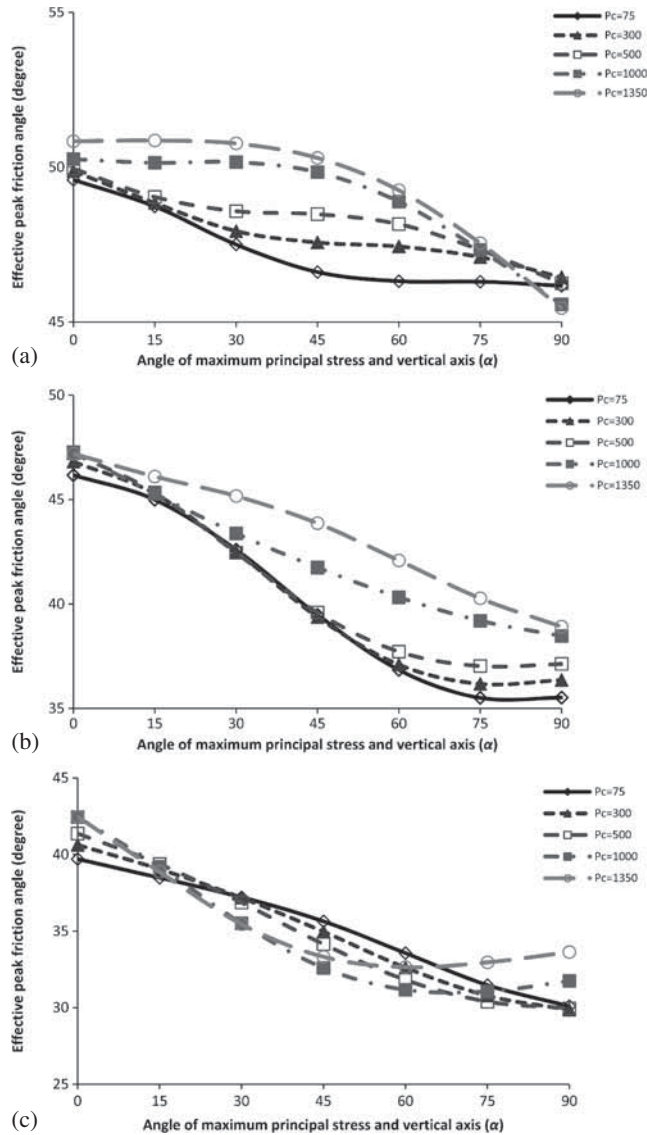 55
50
45
Effective peak friction angle (degree)
Pc=75
Pc=300
Pc=500
Pc=1000
Pc=1350
0 15 30 45 60 75 90
(a)
Angle of maximum principal stress and vertical axis (α)
50
45
40
35
Effective peak friction angle (degree)
Pc=75
Pc=300
Pc=500
Pc=1000
Pc=1350
0 15 30 45 60 75 90
(b)
Angle of maximum principal stress and vertical axis (α)
45
40
35
30
25
Effective peak friction angle (degree)
Pc=75
Pc=300
Pc=500
Pc=1000
Pc=1350
0 15 30 45 60 75 90
(c)
Angle of maximum principal stress and vertical axis (α)